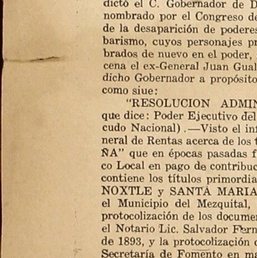 dictó el C. Gobernador de D
nombrado por el Congreso de
de la desaparición de poderes
barismo, cuyos personajes pr
brados de nuevo en el poder,
cena el ex-General Juan Gual
dicho Gobernador a propósito
como siue:
"RESOLUCION ADMIN
que dice: Poder Ejecutivo del
cudo Nacional).—Visto el inf
neral de Rentas acerca de los t
ÑA" que en épocas pasadas f
co Local en pago de contribuc
contiene los títulos primordia
NOXTLE y SANTA MARIA
el Municipio del Mezquital,
protocolización de los documen
el Notario Lic. Salvador Fern
de 1893, y la protocolización d
Secretaría de Fomento en ma